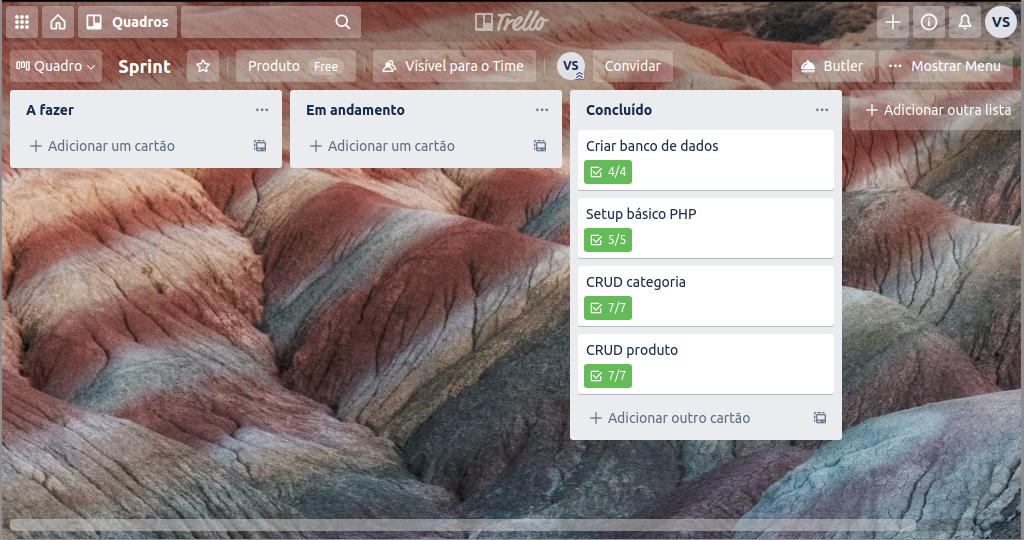 Quadros
Trello
VS
Quadro
Sprint
Produto Free
Visível para o Time
VS
Convidar
Butler
Mostrar Menu
A fazer
Adicionar um cartão
Em andamento
Adicionar um cartão
Concluído
Criar banco de dados
4/4
Setup básico PHP
5/5
CRUD categoria
7/7
CRUD produto
7/7
Adicionar outro cartão
Adicionar outra lista